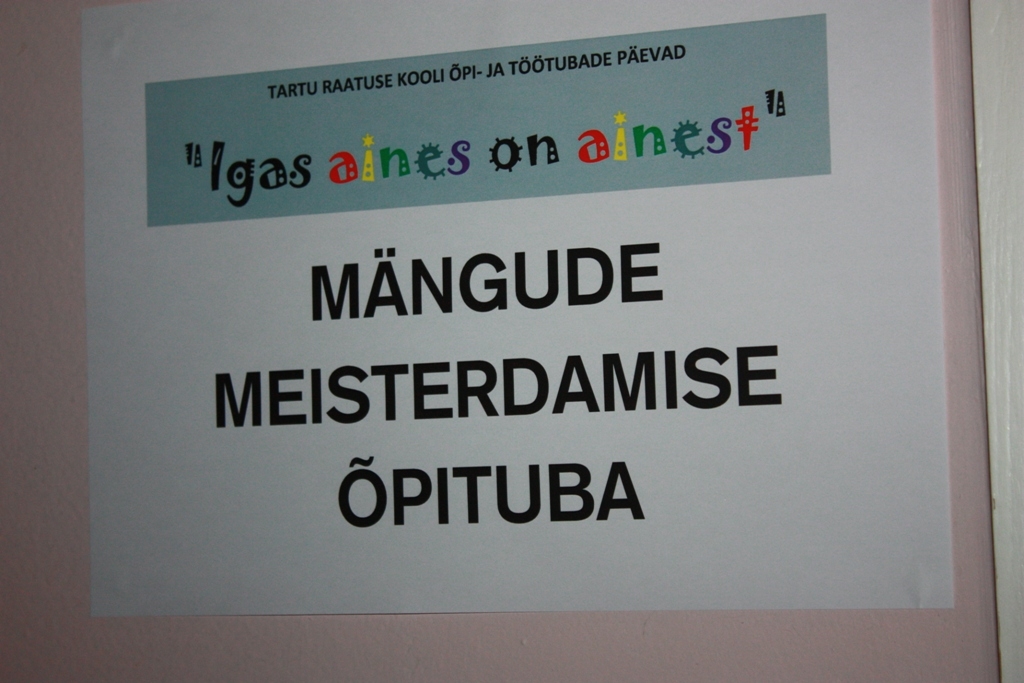 TARTU RAATUSE KOOLI ÕPI- JA TÖÖTUBADE PÄEVAD
"Igas aines on ainest"
MÄNGUDE
MEISTERDAMISE
ÕPITUBA